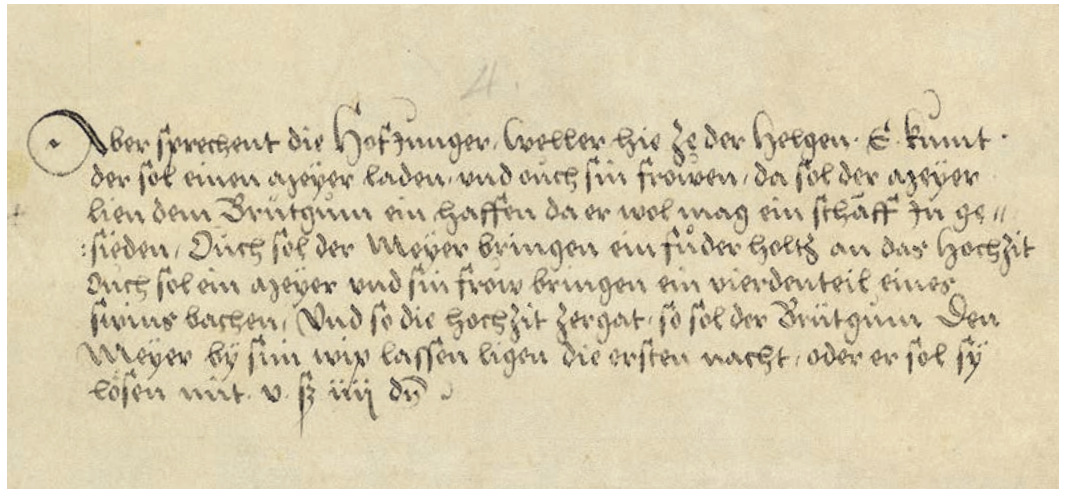 4.
Aber sprechent die Hofjunger, weller hie ze der helgen . E . kumt .
der sol einen meyer laden, und ouch sin frowen, da sol der meyer
lien dem Brütgum ein haffen da er wol mag ein schaff in ge⸗
sieden, Ouch sol der Meyer bringen ein fůder holtz an das hochzit
Ouch sol ein meyer und sin frow bringen ein vierdenteil eines
swins bachen, Und so die hochzit zergat, so sol der Brütgum Den
Meyer by sim wip lassen ligen die ersten nacht, oder er sol sy
lösen mit . v . ß iiij dn